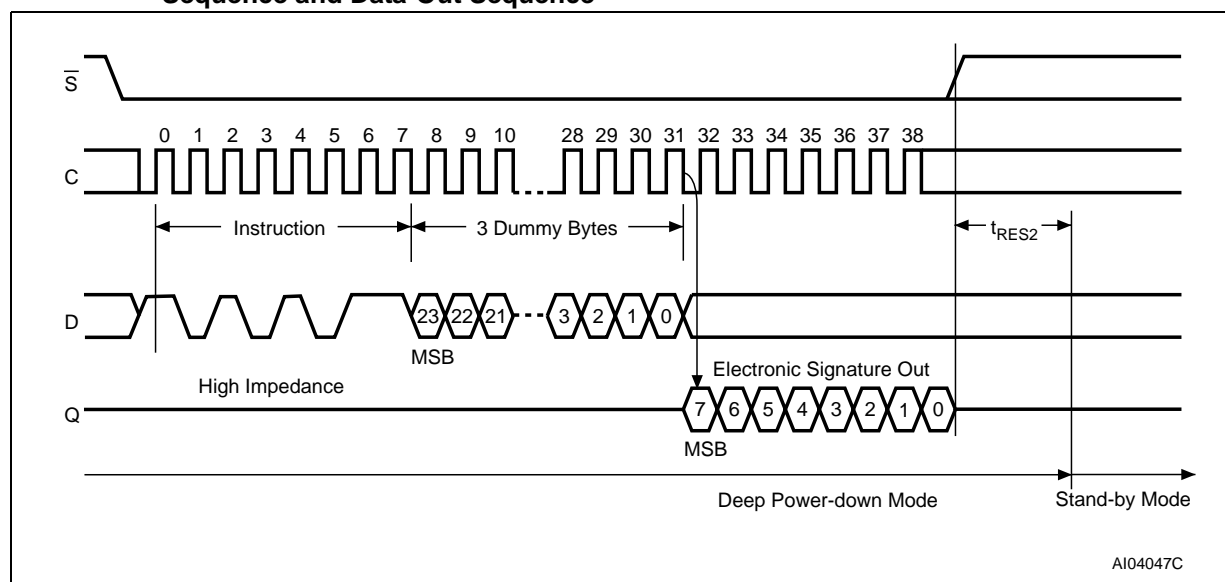 Sequence and Data-Out Sequence
S
0 1 2 3 4 5 6 7 8 9 10 28 29 30 31 32 33 34 35 36 37 38
C
Instruction 3 Dummy Bytes tRES2
D 23 22 21 3 2 1 0
MSB
Electronic Signature Out
High Impedance
Q 7 6 5 4 3 2 1 0
MSB
Deep Power-down Mode Stand-by Mode
AI04047C